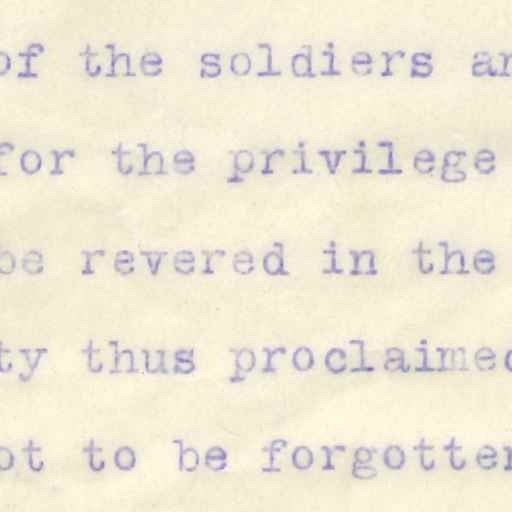 of the soldiers an
for the privilege
be revered in the
ty thus proclaimed
ot to be forgotten